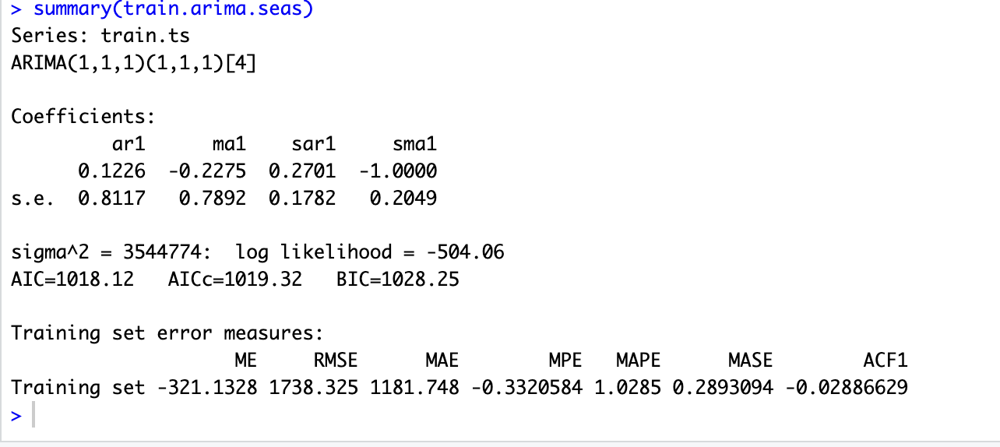 > summary(train.arima.seas)
Series: train.ts
ARIMA(1,1,1)(1,1,1)[4]
Coefficients:
ar1 ma1 sar1 sma1
0.1226 -0.2275 0.2701 -1.0000
s.e. 0.8117 0.7892 0.1782 0.2049
sigma^2 = 3544774: log likelihood = -504.06
AIC=1018.12 AICc=1019.32 BIC=1028.25
Training set error measures:
ME RMSE MAE MPE MAPE MASE ACF1
Training set -321.1328 1738.325 1181.748 -0.3320584 1.0285 0.2893094 -0.02886629
>